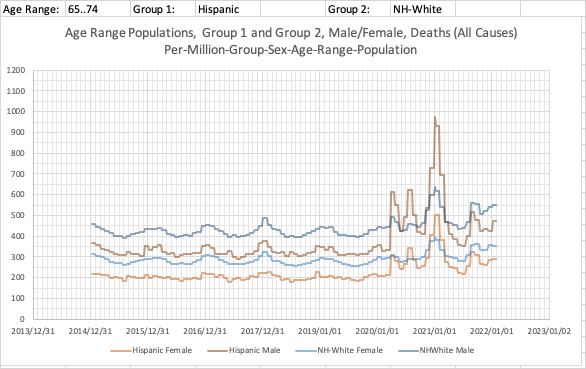 Age Range: 65..74 Group 1: Hispanic Group 2: NH-White
Age Range Populations, Group 1 and Group 2, Male/Female, Deaths (All Causes)
Per-Million-Group-Sex-Age-Range-Population
1200
1100
1000
900
800
700
600
500
400
300
200
100
0
2013/12/31 2014/12/31 2015/12/31 2016/12/31 2017/12/31 2019/01/01 2020/01/01 2021/01/01 2022/01/01 2023/01/02
Hispanic Female Hispanic Male NH-White Female NHWhite Male